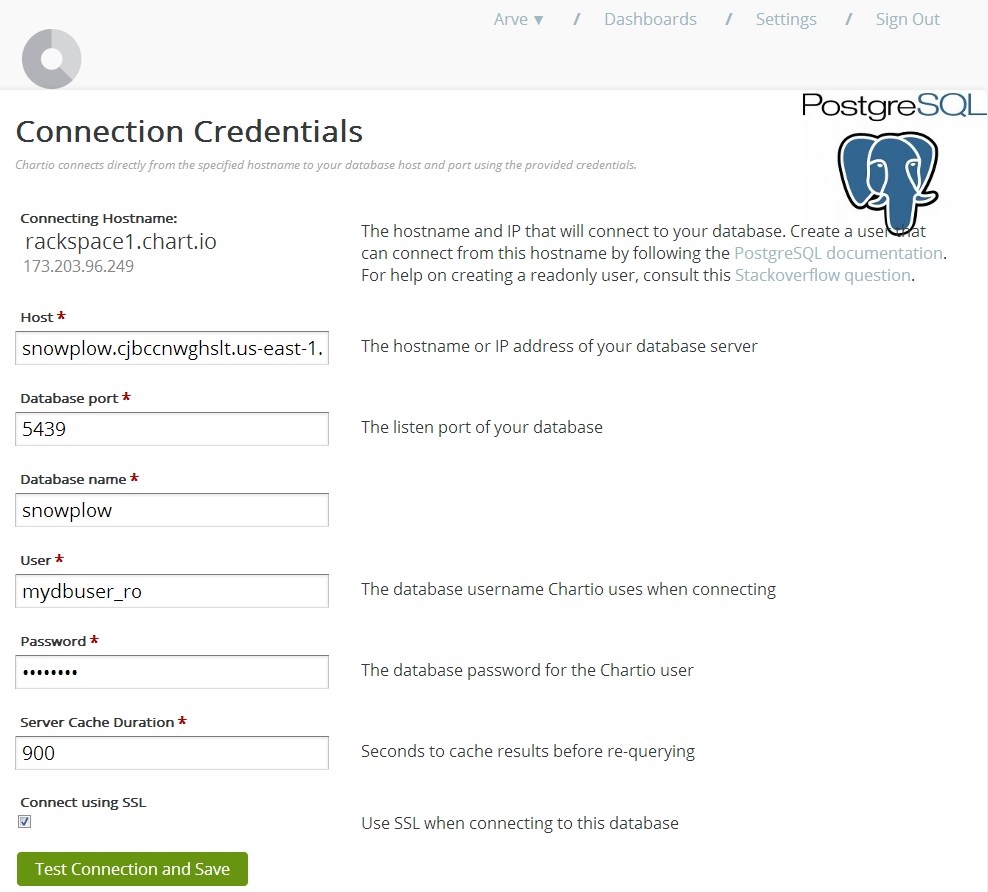 Arve ▼ / Dashboards / Settings / Sign Out
PostgreSQL
Connection Credentials
Chartio connects directly from the specified hostname to your database host and port using the provided credentials.
Connecting Hostname:
rackspace1.chart.io
173.203.96.249
The hostname and IP that will connect to your database. Create a user that
can connect from this hostname by following the PostgreSQL documentation.
For help on creating a readonly user, consult this Stackoverflow question.
Host *
snowplow.cjbccnwghslt.us-east-1.
The hostname or IP address of your database server
Database port *
5439
The listen port of your database
Database name *
snowplow
User *
mydbuser_ro
The database username Chartio uses when connecting
Password *
••••••••
The database password for the Chartio user
Server Cache Duration *
900
Seconds to cache results before re-querying
Connect using SSL
Use SSL when connecting to this database
Test Connection and Save